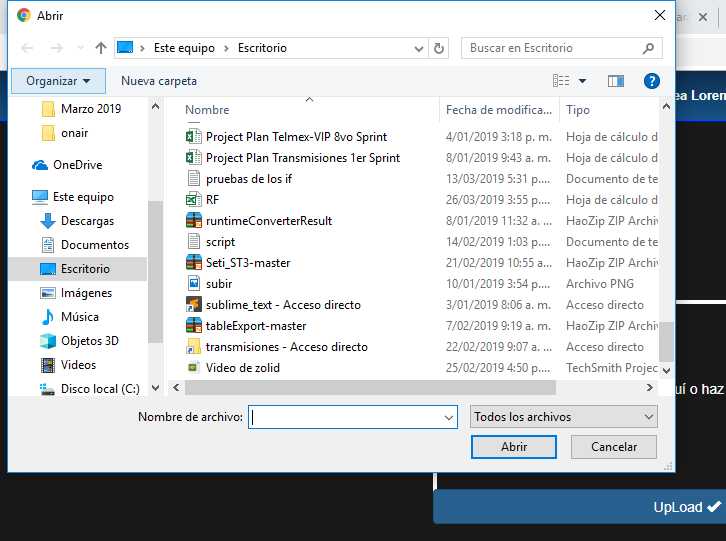 Abrir
ara
Este equipo
Escritorio
Buscar en Escritorio
Organizar
Nueva carpeta
ea Loren
Marzo 2019
onair
OneDrive
Este equipo
Descargas
Documentos
Escritorio
Imágenes
Música
Objetos 3D
Videos
Disco local (C:)
Nombre Fecha de modifica... Tipo
Project Plan Telmex-VIP 8vo Sprint 4/01/2019 3:18 p. m. Hoja de cálculo d
Project Plan Transmisiones 1er Sprint 8/01/2019 9:43 a. m. Hoja de cálculo d
pruebas de los if 13/03/2019 5:31 p.... Documento de te
RF 26/03/2019 3:55 p.... Hoja de cálculo d
runtimeConverterResult 8/01/2019 11:32 a. ... HaoZip ZIP Archiv
script 14/02/2019 1:03 p.... Documento de te
Seti_ST3-master 21/02/2019 10:55 a... HaoZip ZIP Archiv
subir 10/01/2019 3:54 p.... Archivo PNG
sublime_text - Acceso directo 3/01/2019 8:06 a. m. Acceso directo
tableExport-master 7/02/2019 9:19 a. m. HaoZip ZIP Archiv
transmisiones - Acceso directo 22/02/2019 9:07 a. ... Acceso directo
Video de zolid 25/02/2019 4:50 p.... TechSmith Projec
uí o haz
Nombre de archivo:
Todos los archivos
Abrir
Cancelar
UpLoad